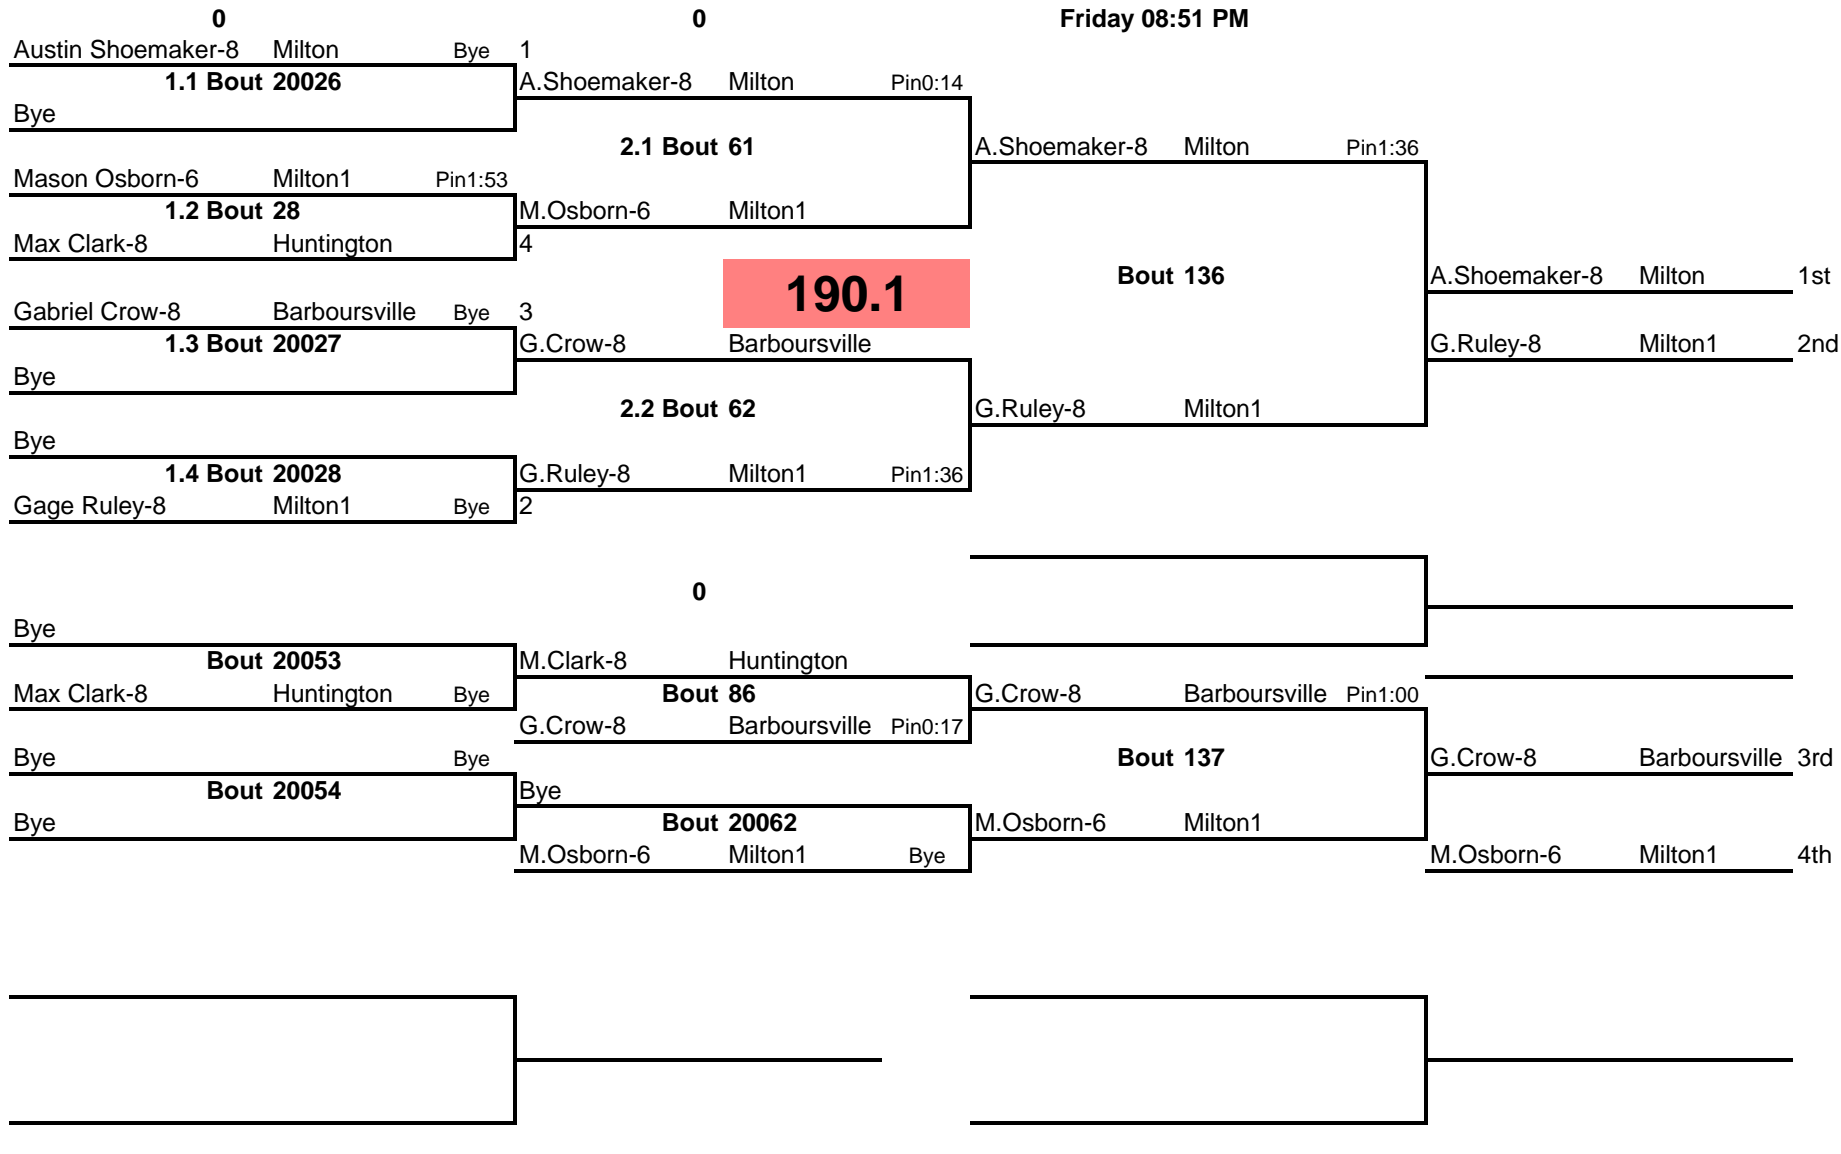 0 0 Friday 08:51 PM
Austin Shoemaker-8 Milton Bye 1
1.1 Bout 20026 A.Shoemaker-8 Milton Pin0:14
Bye
2.1 Bout 61 A.Shoemaker-8 Milton Pin1:36
Mason Osborn-6 Milton1 Pin1:53
1.2 Bout 28 M.Osborn-6 Milton1
Max Clark-8 Huntington 4
190.1 Bout 136 A.Shoemaker-8 Milton 1st
Gabriel Crow-8 Barboursville Bye 3
1.3 Bout 20027 G.Crow-8 Barboursville G.Ruley-8 Milton1 2nd
Bye
2.2 Bout 62 G.Ruley-8 Milton1
Bye
1.4 Bout 20028 G.Ruley-8 Milton1 Pin1:36
Gage Ruley-8 Milton1 Bye 2
0
Bye
Bout 20053 M.Clark-8 Huntington
Max Clark-8 Huntington Bye Bout 86 G.Crow-8 Barboursville Pin1:00
G.Crow-8 Barboursville Pin0:17
Bye Bye Bout 137 G.Crow-8 Barboursville 3rd
Bout 20054 Bye
Bye Bout 20062 M.Osborn-6 Milton1
M.Osborn-6 Milton1 Bye M.Osborn-6 Milton1 4th